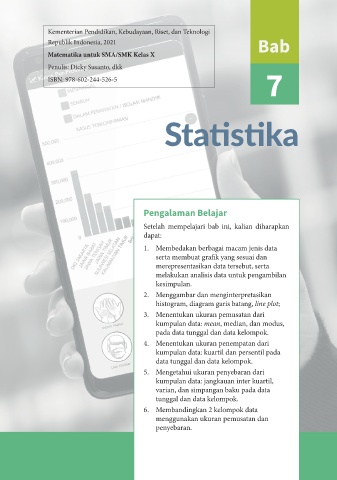 Kementerian Pendidikan, Kebudayaan, Riset, dan Teknologi
Republik Indonesia, 2021
Matematika untuk SMA/SMK Kelas X
Penulis: Dicky Susanto, dkk
ISBN: 978-602-244-526-5
Bab
7
Statistika
Pengalaman Belajar
Setelah mempelajari bab ini, kalian diharapkan
dapat:
1. Membedakan berbagai macam jenis data
serta membuat grafik yang sesuai dan
merepresentasikan data tersebut, serta
melakukan analisis data untuk pengambilan
kesimpulan.
2. Menggambar dan menginterpretasikan
histogram, diagram garis batang, line plot;
3. Menentukan ukuran pemusatan dari
kumpulan data: mean, median, dan modus,
pada data tunggal dan data kelompok.
4. Menentukan ukuran penempatan dari
kumpulan data: kuartil dan persentil pada
data tunggal dan data kelompok.
5. Mengetahui ukuran penyebaran dari
kumpulan data: jangkauan inter kuartil,
varian, dan simpangan baku pada data
tunggal dan data kelompok.
6. Membandingkan 2 kelompok data
menggunakan ukuran pemusatan dan
penyebaran.